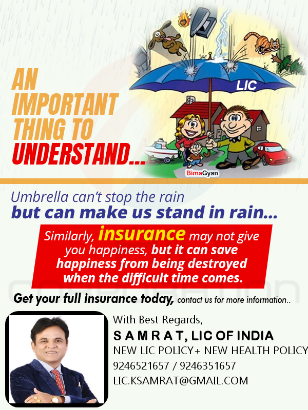 LIC
AN
IMPORTANT
THING TO
UNDERSTAND...
BimaGyan
Umbrella can't stop the rain
but can make us stand in rain...
Similarly, insurance may not give
you happiness, but it can save
happiness from being destroyed
when the difficult time comes.
Get your full insurance today, contact us for more information..
With Best Regards,
S A M R A T, LIC OF INDIA
NEW LIC POLICY+ NEW HEALTH POLICY
9246521657 / 9246351657
LIC.KSAMRAT@GMAIL.COM